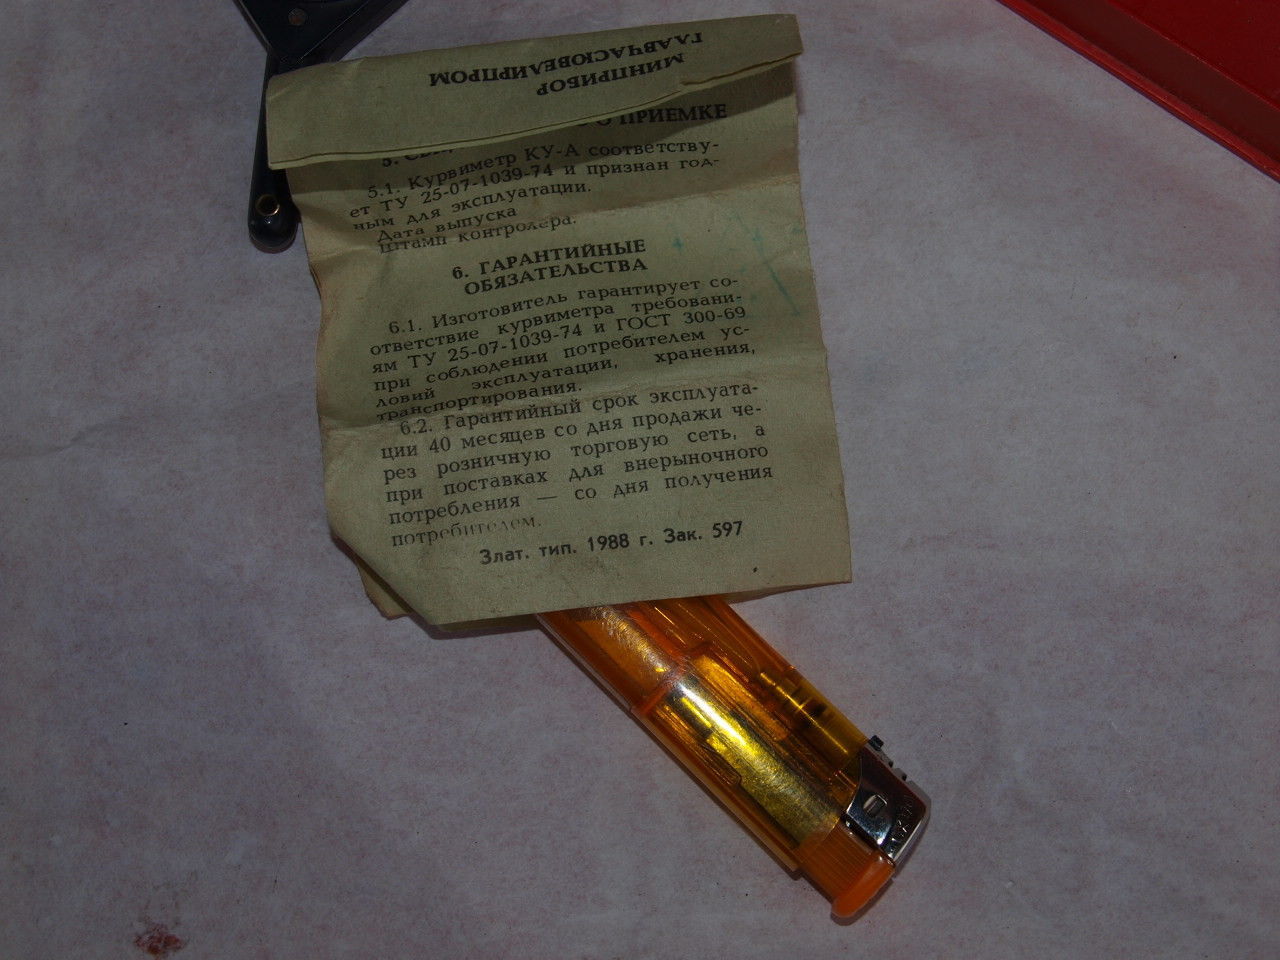 МИНПРИБОР
ГЛАВЧАСЮВЕЛИРПРОМ
5. О ПРИЕМКЕ
5.1. Курвиметр КУ-А соответству-
ет ТУ 25-07-1039-74 и признан год-
ным для эксплуатации.
Дата выпуска
Штамп контролера.
6. ГАРАНТИЙНЫЕ
ОБЯЗАТЕЛЬСТВА
6.1. Изготовитель гарантирует со-
ответствие курвиметра требовани-
ям ТУ 25-07-1039-74 и ГОСТ 300-69
при соблюдении потребителем ус-
ловий эксплуатации, хранения,
транспортирования.
6.2. Гарантийный срок эксплуата-
ции 40 месяцев со дня продажи че-
рез розничную торговую сеть, а
при поставках для внерыночного
потребления — со дня получения
потребителем.
Злат. тип. 1988 г. Зак. 597